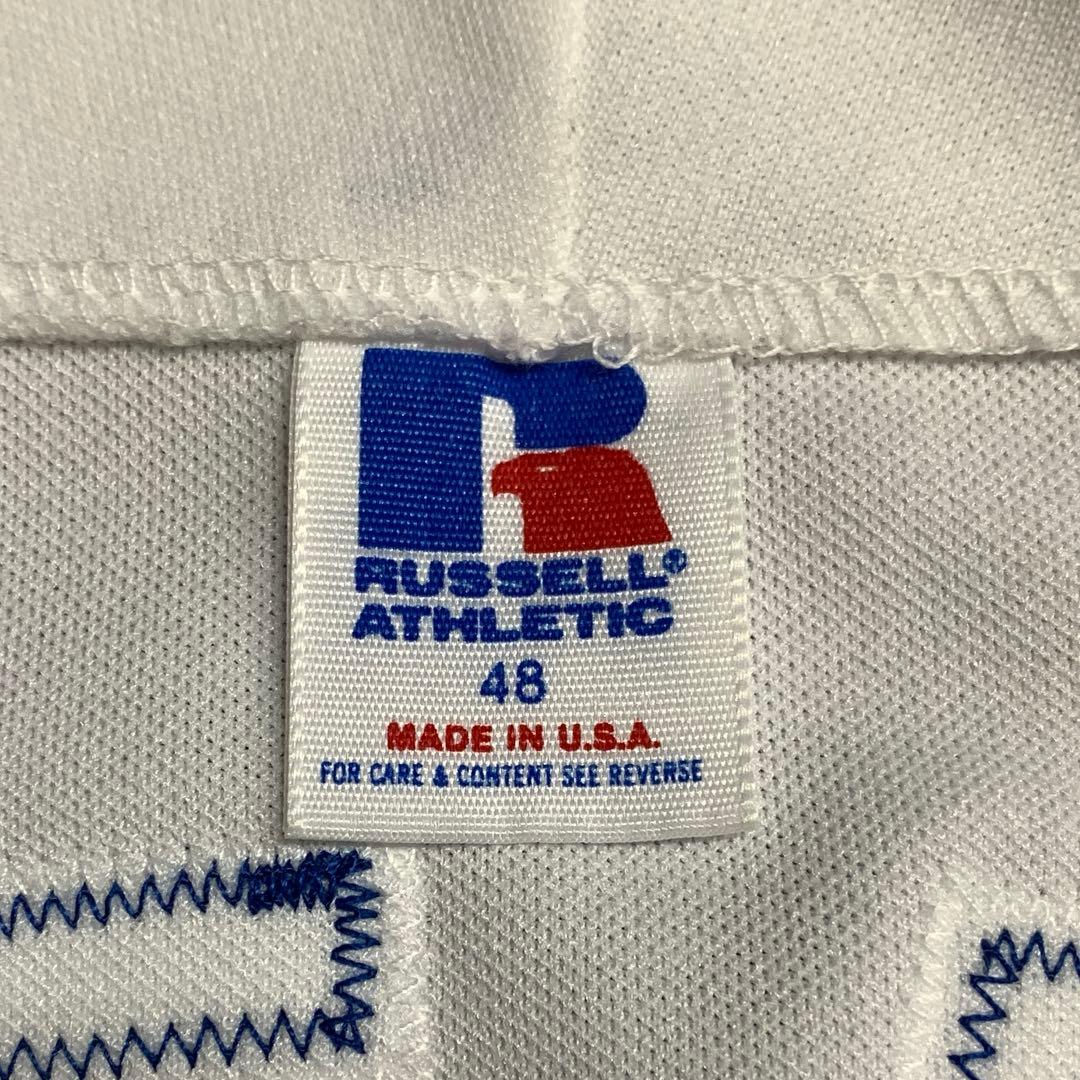 RUSSELL®
ATHLETIC
48
MADE IN U.S.A.
FOR CARE & CONTENT SEE REVERSE